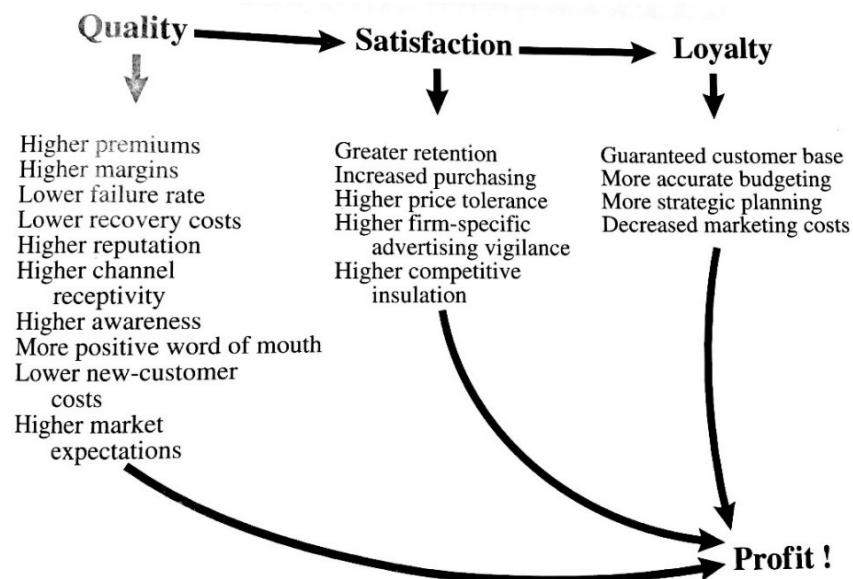 Quality
Satisfaction
Loyalty
Higher premiums
Higher margins
Lower failure rate
Lower recovery costs
Higher reputation
Higher channel
receptivity
Higher awareness
More positive word of mouth
Lower new-customer
costs
Higher market
expectations
Greater retention
Increased purchasing
Higher price tolerance
Higher firm-specific
advertising vigilance
Higher competitive
insulation
Guaranteed customer base
More accurate budgeting
More strategic planning
Decreased marketing costs
Profit !